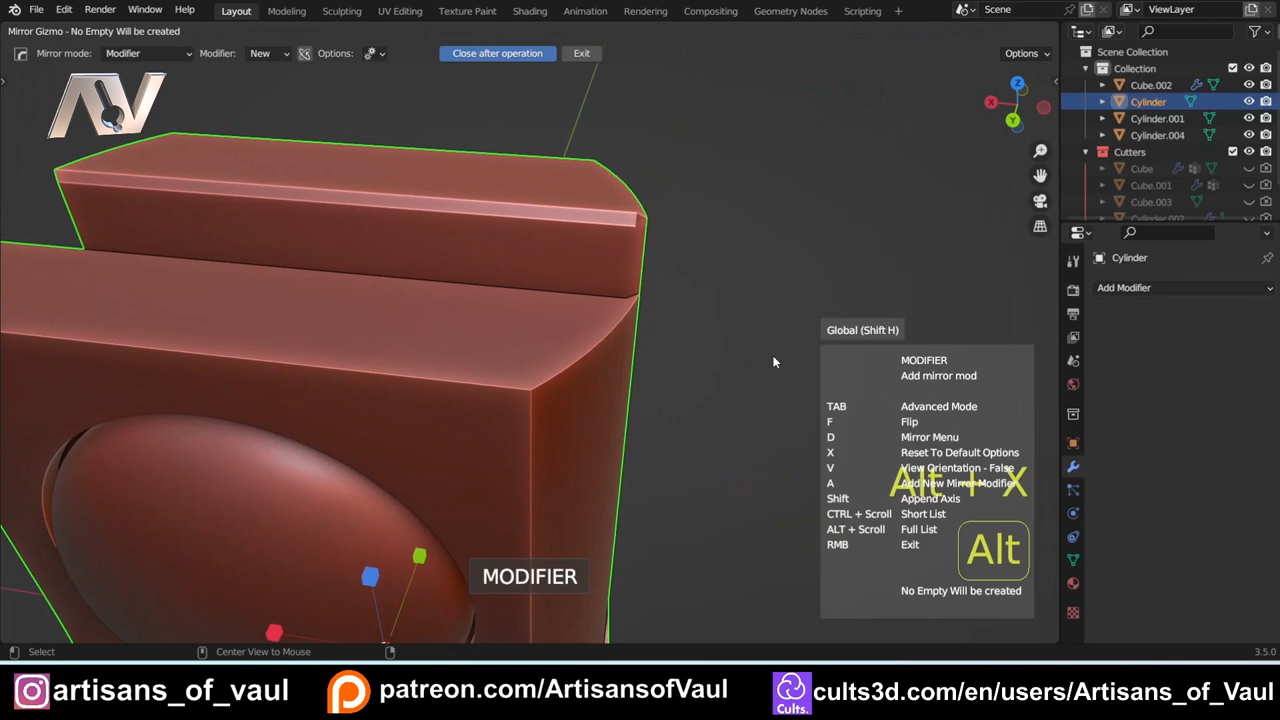 File Edit Render Window Help Layout Modeling Sculpting UV Editing Texture Paint Shading Animation Rendering Compositing Geometry Nodes Scripting + Scene ViewLayer
Mirror Gizmo - No Empty Will be created
Mirror mode: Modifier Modifier: New Options: Close after operation Exit Options
AV
X
Y
Z
Scene Collection
Collection
Cube.002
Cylinder
Cylinder.001
Cylinder.004
Cutters
Cube
Cube.001
Cube.003
Cylinder.002
Cylinder
Add Modifier
Global (Shift H)
MODIFIER
Add mirror mod
TAB Advanced Mode
F Flip
D Mirror Menu
X Reset To Default Options
V View Orientation - False
A Add New Mirror Modifier
Shift Append Axis
CTRL + Scroll Short List
ALT + Scroll Full List
RMB Exit
No Empty Will be created
Alt + X
Alt
MODIFIER
Select Center View to Mouse 3.5.0
artisans_of_vaul patreon.com/ArtisansofVaul Cults. cults3d.com/en/users/Artisans_of_Vaul